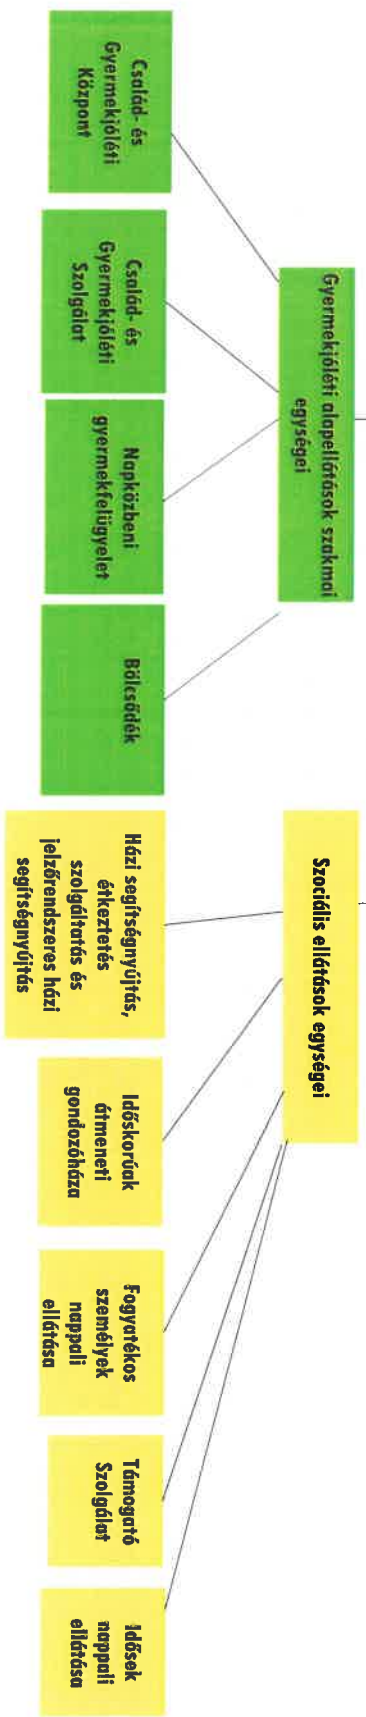 Gyermekjóléti alapellátások szakmai
egységei
Szociális ellátások egységei
Család- és
Gyermekjóléti
Központ
Család- és
Gyermekjóléti
Szolgálat
Napközbeni
gyermekfelügyelet
Bölcsődék
Házi segítségnyújtás,
étkeztetés
szolgáltatás és
jelzőrendszeres házi
segítségnyújtás
Időskorúak
átmeneti
gondozóháza
Fogyatékos
személyek
nappali
ellátása
Támogató
Szolgálat
Idősek
nappali
ellátása